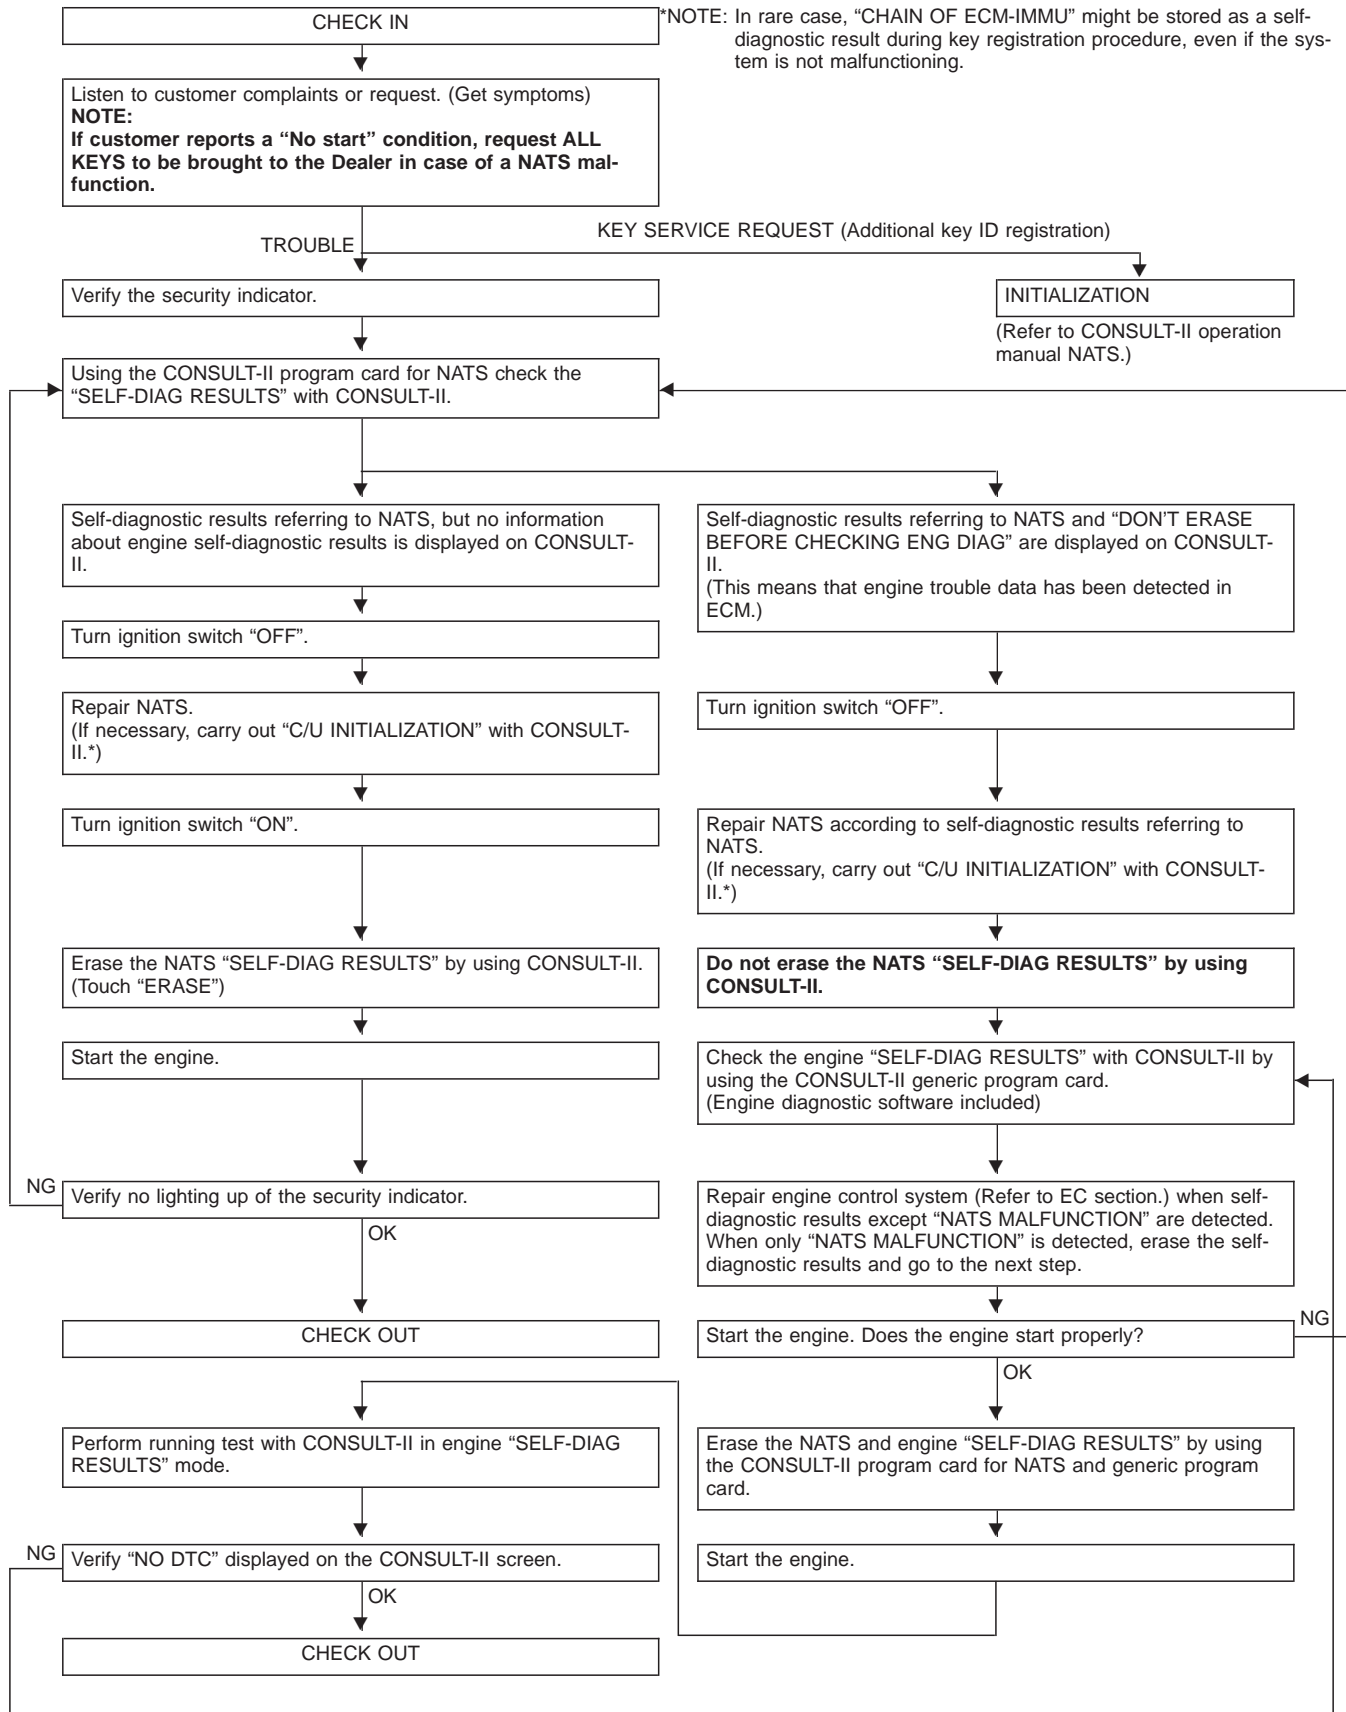 CHECK IN
*NOTE: In rare case, “CHAIN OF ECM-IMMU” might be stored as a self-
diagnostic result during key registration procedure, even if the sys-
tem is not malfunctioning.
Listen to customer complaints or request. (Get symptoms)
NOTE:
If customer reports a “No start” condition, request ALL
KEYS to be brought to the Dealer in case of a NATS mal-
function.
TROUBLE
KEY SERVICE REQUEST (Additional key ID registration)
Verify the security indicator.
INITIALIZATION
(Refer to CONSULT-II operation
manual NATS.)
Using the CONSULT-II program card for NATS check the
“SELF-DIAG RESULTS” with CONSULT-II.
Self-diagnostic results referring to NATS, but no information
about engine self-diagnostic results is displayed on CONSULT-
II.
Self-diagnostic results referring to NATS and “DON’T ERASE
BEFORE CHECKING ENG DIAG” are displayed on CONSULT-
II.
(This means that engine trouble data has been detected in
ECM.)
Turn ignition switch “OFF”.
Repair NATS.
(If necessary, carry out “C/U INITIALIZATION” with CONSULT-
II.*)
Turn ignition switch “OFF”.
Turn ignition switch “ON”.
Repair NATS according to self-diagnostic results referring to
NATS.
(If necessary, carry out “C/U INITIALIZATION” with CONSULT-
II.*)
Erase the NATS “SELF-DIAG RESULTS” by using CONSULT-II.
(Touch “ERASE”)
Do not erase the NATS “SELF-DIAG RESULTS” by using
CONSULT-II.
Start the engine.
Check the engine “SELF-DIAG RESULTS” with CONSULT-II by
using the CONSULT-II generic program card.
(Engine diagnostic software included)
NG
Verify no lighting up of the security indicator.
OK
Repair engine control system (Refer to EC section.) when self-
diagnostic results except “NATS MALFUNCTION” are detected.
When only “NATS MALFUNCTION” is detected, erase the self-
diagnostic results and go to the next step.
CHECK OUT
Start the engine. Does the engine start properly?
NG
OK
Perform running test with CONSULT-II in engine “SELF-DIAG
RESULTS” mode.
Erase the NATS and engine “SELF-DIAG RESULTS” by using
the CONSULT-II program card for NATS and generic program
card.
NG
Verify “NO DTC” displayed on the CONSULT-II screen.
OK
Start the engine.
CHECK OUT